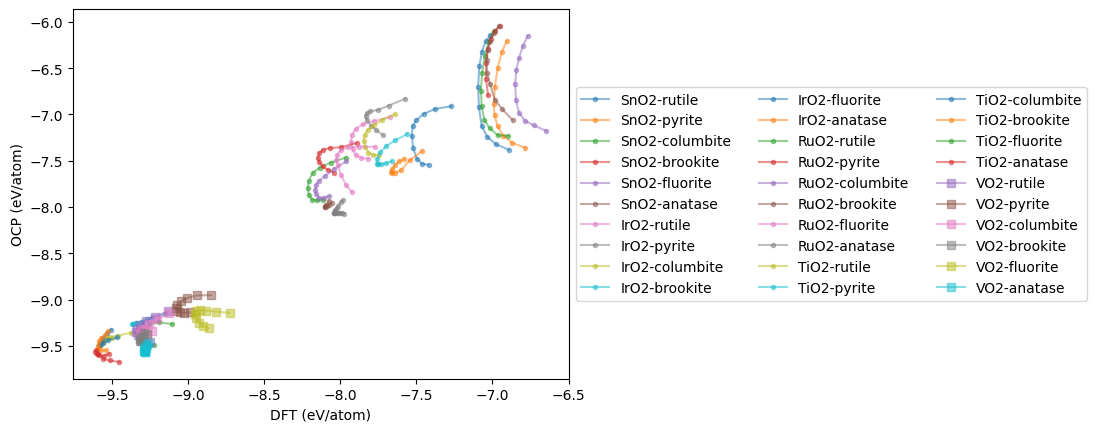 −6.0
−6.5
−7.0
−7.5
−8.0
−8.5
−9.0
−9.5
OCP (eV/atom)
−9.5 −9.0 −8.5 −8.0 −7.5 −7.0 −6.5
DFT (eV/atom)
SnO2-rutile IrO2-fluorite TiO2-columbite
SnO2-pyrite IrO2-anatase TiO2-brookite
SnO2-columbite RuO2-rutile TiO2-fluorite
SnO2-brookite RuO2-pyrite TiO2-anatase
SnO2-fluorite RuO2-columbite VO2-rutile
SnO2-anatase RuO2-brookite VO2-pyrite
IrO2-rutile RuO2-fluorite VO2-columbite
IrO2-pyrite RuO2-anatase VO2-brookite
IrO2-columbite TiO2-rutile VO2-fluorite
IrO2-brookite TiO2-pyrite VO2-anatase